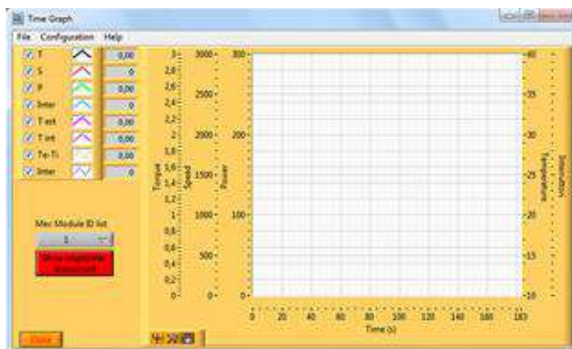 Time Graph
File Configuration Help
T 0,00
S 0
P 0,00
Inter 0
T ext 0,00
T int 0,00
Te-Ti 0,00
Inter 0
Mec Module ID list
1
Close
3
2,8
2,6
2,4
2,2
2
1,8
1,6
1,4
1,2
1
0,8
0,6
0,4
0,2
0
Torque
3000
2500
2000
1000
500
0
Speed
300
200
100
0
Power
40
35
30
25
20
15
10
Temperature
0 20 40 60 80 100 120 140 160 183
Time (s)